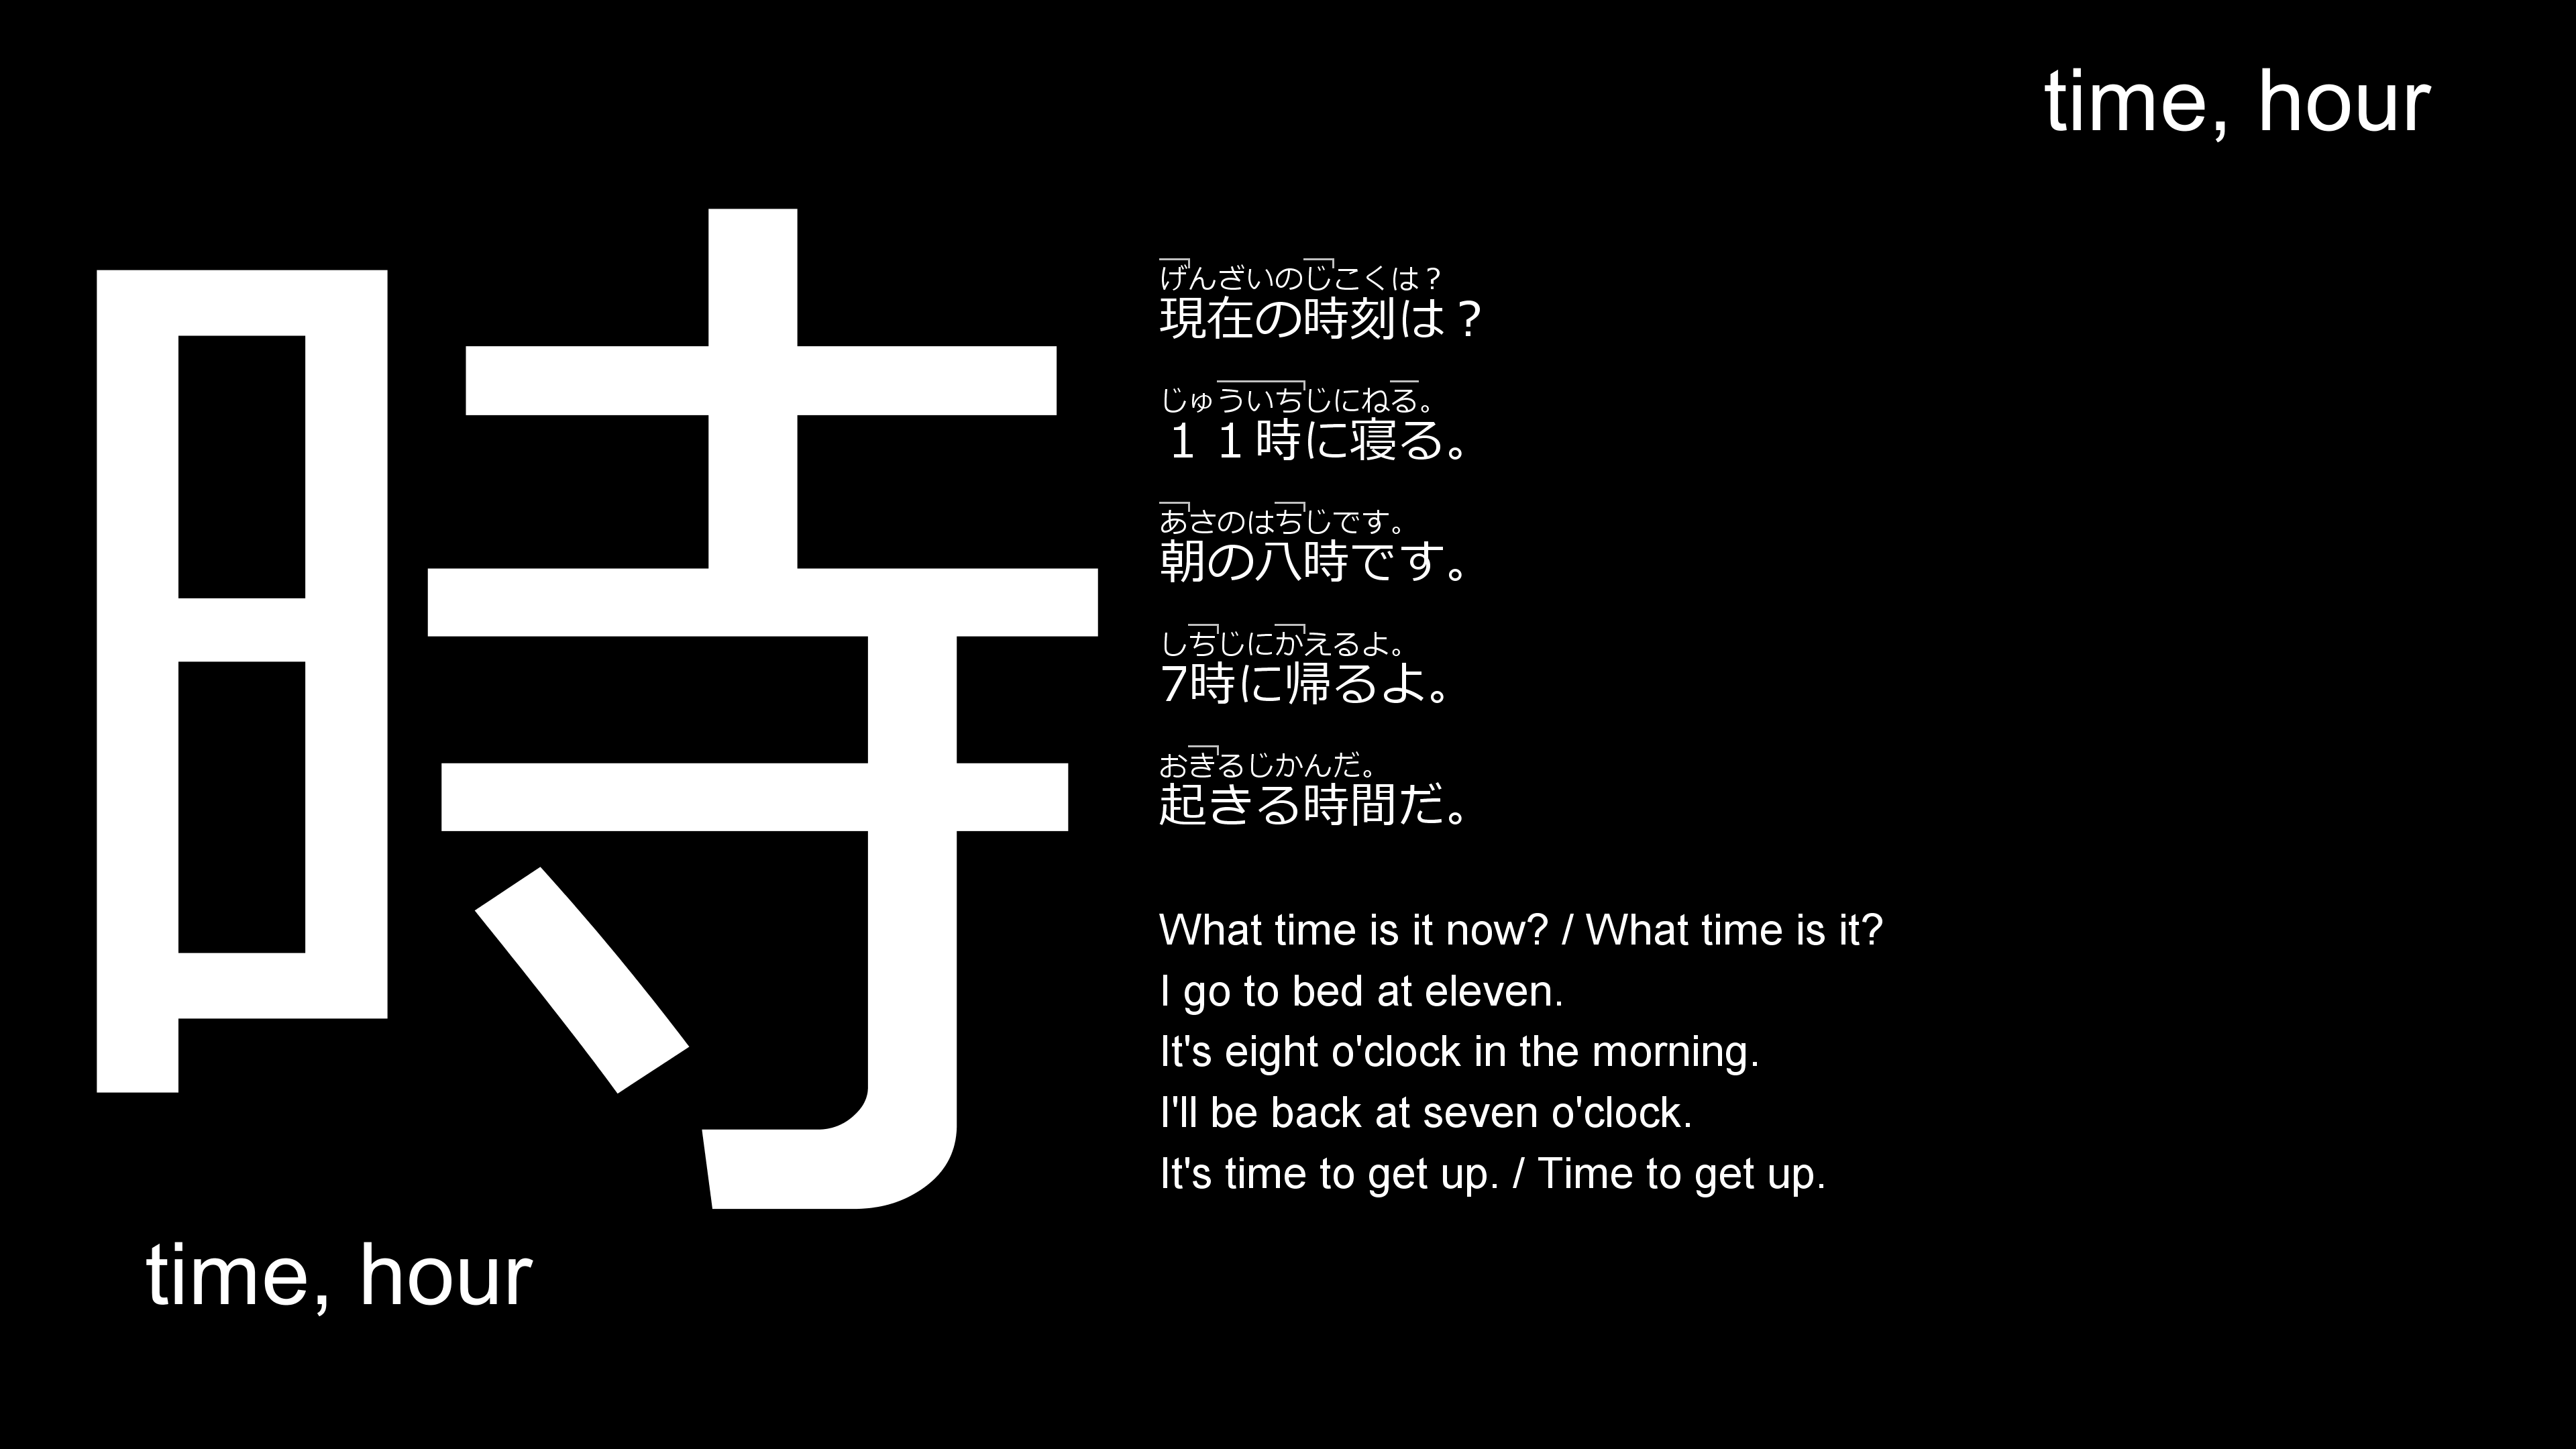 time, hour
時
げんざいのじこくは？
現在の時刻は？
じゅういちじにねる。
１１時に寝る。
あさのはちじです。
朝の八時です。
しちじにかえるよ。
7時に帰るよ。
おきるじかんだ。
起きる時間だ。
What time is it now? / What time is it?
I go to bed at eleven.
It's eight o'clock in the morning.
I'll be back at seven o'clock.
It's time to get up. / Time to get up.
time, hour